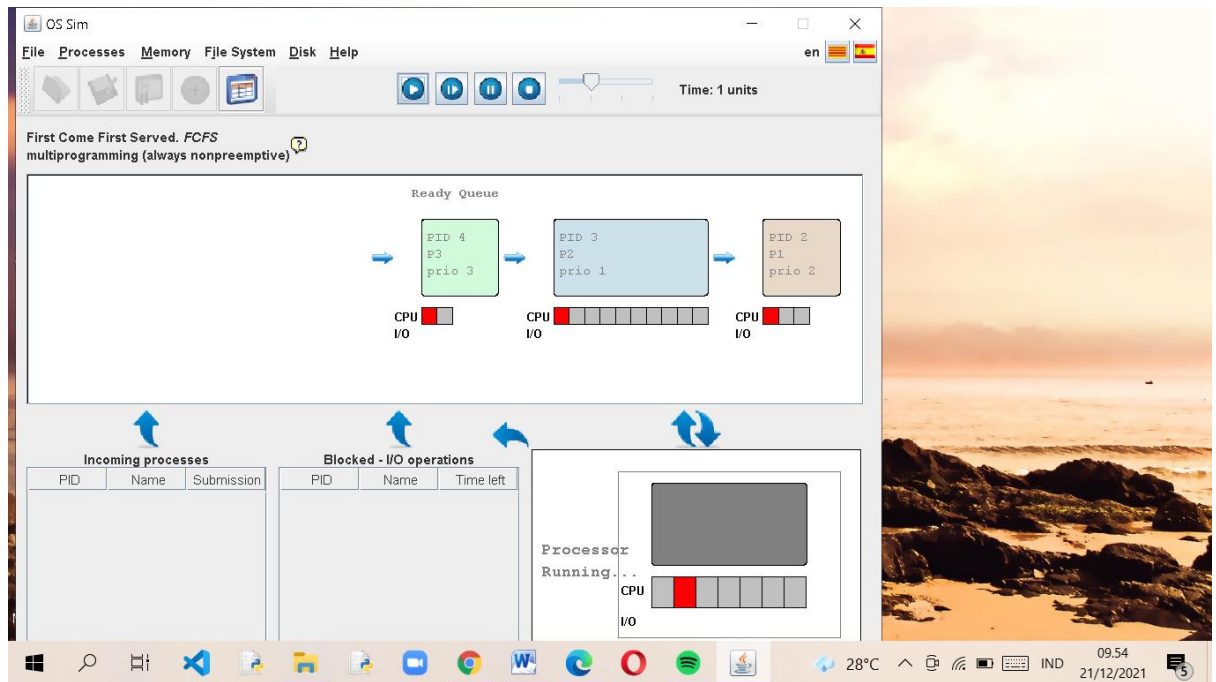 OS Sim
File Processes Memory File System Disk Help en
Time: 1 units
First Come First Served. FCFS
multiprogramming (always nonpreemptive)
?
Ready Queue
PID 4
P3
prio 3
CPU
I/O
PID 3
P2
prio 1
CPU
I/O
PID 2
P1
prio 2
CPU
I/O
Incoming processes
PID Name Submission
Blocked - I/O operations
PID Name Time left
Processor
Running...
CPU
I/O
28°C IND 09.54
21/12/2021
5